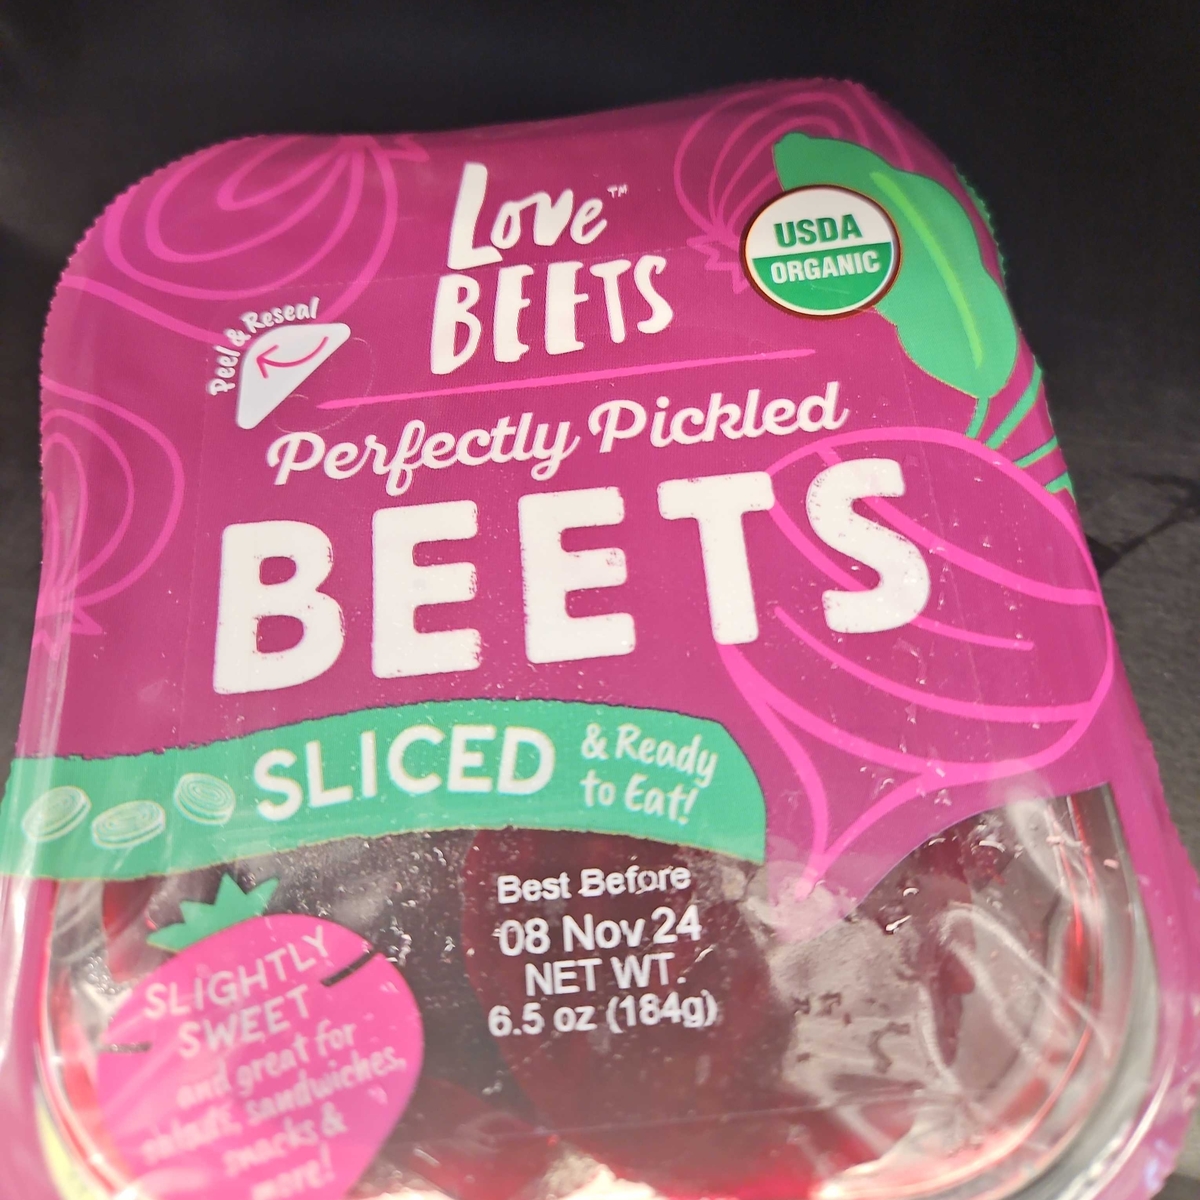 Love™
BEETS
USDA
ORGANIC
Peel & Reseal
Perfectly Pickled
BEETS
SLICED
& Ready
to Eat!
Best Before
08 Nov 24
NET WT.
6.5 oz (184g)
SLIGHTLY
SWEET
and great for
salads, sandwiches,
snacks &
more!